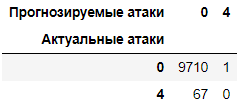 Прогнозируемые атаки 0 4
Актуальные атаки
0 9710 1
4 67 0